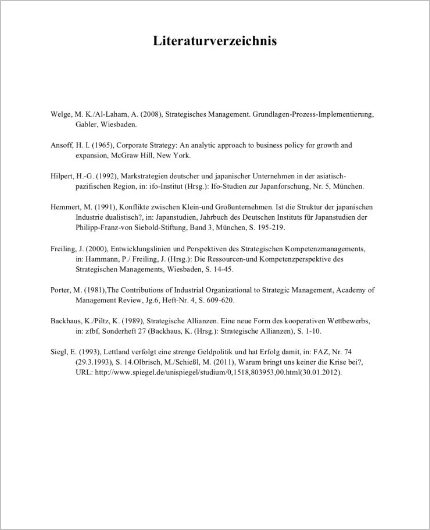 Literaturverzeichnis
Welge, M. K./Al-Laham, A. (2008), Strategisches Management. Grundlagen-Prozess-Implementierung,
Gabler, Wiesbaden.
Ansoff, H. I. (1965), Corporate Strategy: An analytic approach to business policy for growth and
expansion, McGraw Hill, New York.
Hilpert, H.-G. (1992), Markstrategien deutscher und japanischer Unternehmen in der asiatisch-
pazifischen Region, in: ifo-Institut (Hrsg.): Ifo-Studien zur Japanforschung, Nr. 5, München.
Hemmert, M. (1991), Konflikte zwischen Klein-und Großunternehmen. Ist die Struktur der japanischen
Industrie dualistisch?, in: Japanstudien, Jahrbuch des Deutschen Instituts für Japanstudien der
Philipp-Franz-von Siebold-Stiftung, Band 3, München, S. 195-219.
Freiling, J. (2000), Entwicklungslinien und Perspektiven des Strategischen Kompetenzmanagements,
in: Hammann, P./ Freiling, J. (Hrsg.): Die Ressourcen-und Kompetenzperspektive des
Strategischen Managements, Wiesbaden, S. 14-45.
Porter, M. (1981),The Contributions of Industrial Organizational to Strategic Management, Academy of
Management Review, Jg.6, Heft-Nr. 4, S. 609-620.
Backhaus, K./Piltz, K. (1989), Strategische Allianzen. Eine neue Form des kooperativen Wettbewerbs,
in: zfbf, Sonderheft 27 (Backhaus, K. (Hrsg.): Strategische Allianzen), S. 1-10.
Siegl, E. (1993), Lettland verfolgt eine strenge Geldpolitik und hat Erfolg damit, in: FAZ, Nr. 74
(29.3.1993), S. 14.Olbrisch, M./Schießl, M. (2011), Warum bringt uns keiner die Krise bei?,
URL: http://www.spiegel.de/unispiegel/studium/0,1518,803953,00.html(30.01.2012).